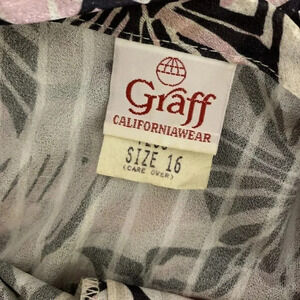 Graff
CALIFORNIAWEAR
SIZE 16
(CARE OVER)